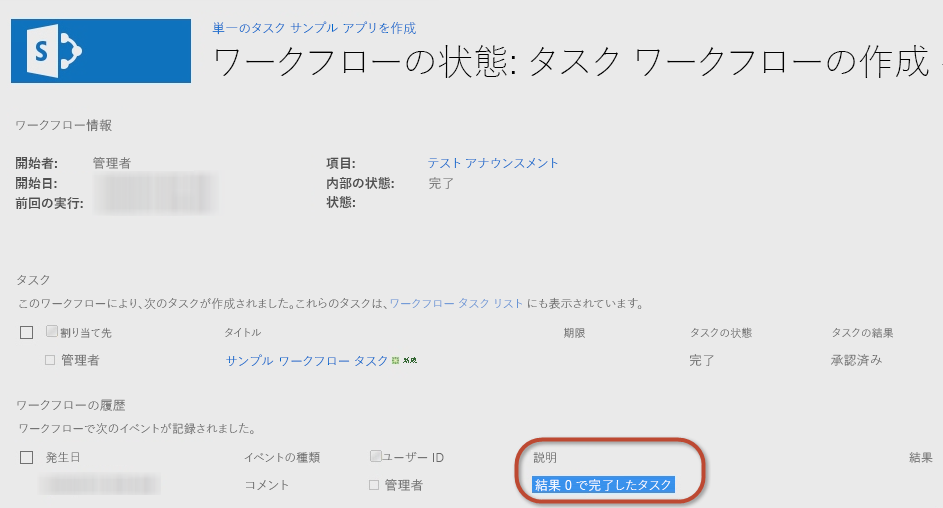 単一のタスク サンプル アプリを作成
S
ワークフローの状態: タスク ワークフローの作成
ワークフロー情報
開始者: 管理者 項目: テスト アナウンスメント
開始日: 内部の状態: 完了
前回の実行: 状態:
タスク
このワークフローにより、次のタスクが作成されました。これらのタスクは、ワークフロー タスク リスト にも表示されています。
割り当て先 タイトル 期限 タスクの状態 タスクの結果
管理者 サンプル ワークフロー タスク 完了 承認済み
ワークフローの履歴
ワークフローで次のイベントが記録されました。
発生日 イベントの種類 ユーザー ID 説明 結果
コメント 管理者 結果 0 で完了したタスク